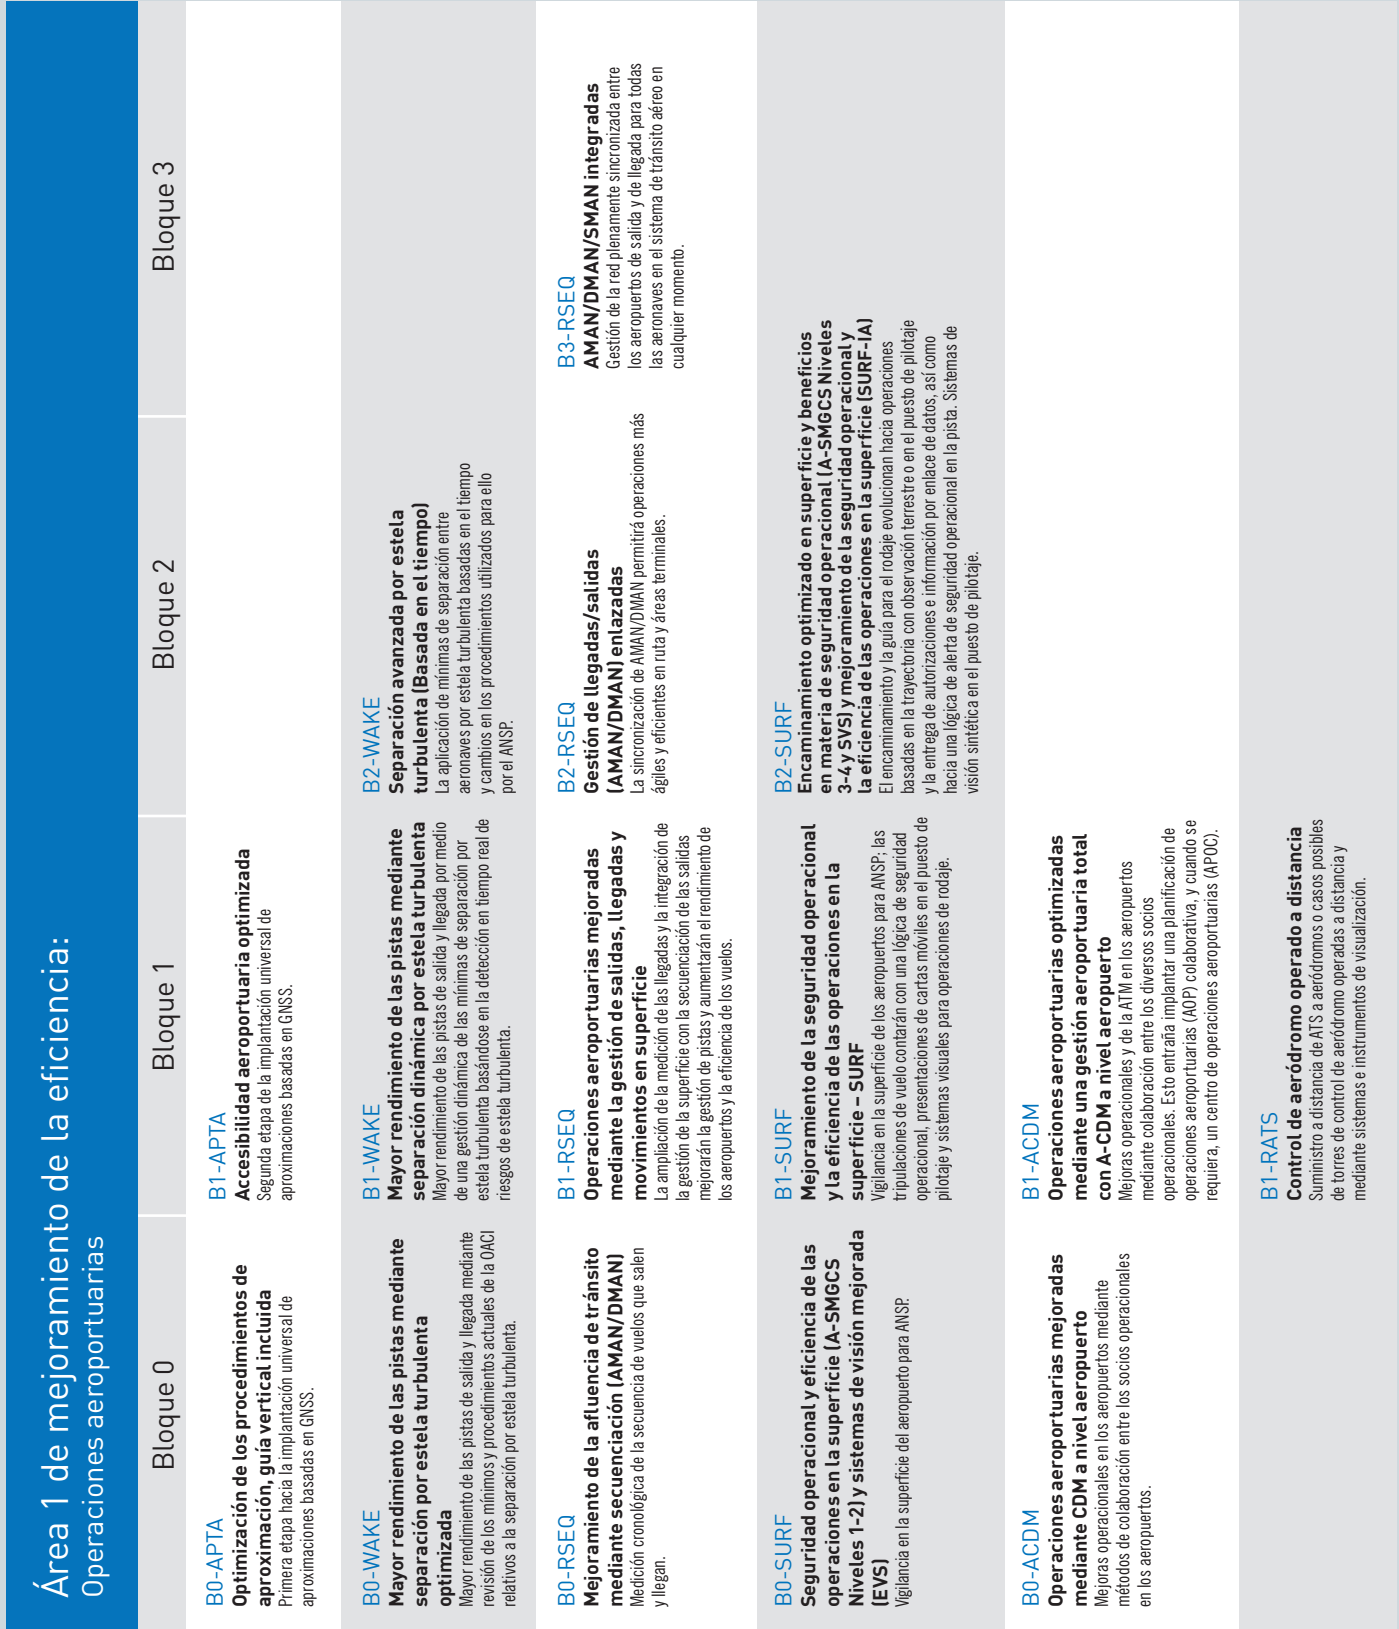 Área 1 de mejoramiento de la eficiencia:
Operaciones aeroportuarias
Bloque 0
Bloque 1
Bloque 2
Bloque 3
B0-APTA
Optimización de los procedimientos de
aproximación, guía vertical incluida
Primera etapa hacia la implantación universal de
aproximaciones basadas en GNSS.
B1-APTA
Accesibilidad aeroportuaria optimizada
Segunda etapa de la implantación universal de
aproximaciones basadas en GNSS.
B0-WAKE
Mayor rendimiento de las pistas mediante
separación por estela turbulenta
optimizada
Mayor rendimiento de las pistas de salida y llegada mediante
revisión de los mínimos y procedimientos actuales de la OACI
relativos a la separación por estela turbulenta.
B1-WAKE
Mayor rendimiento de las pistas mediante
separación dinámica por estela turbulenta
Mayor rendimiento de las pistas de salida y llegada por medio
de una gestión dinámica de las mínimas de separación por
estela turbulenta basándose en la detección en tiempo real de
riesgos de estela turbulenta.
B2-WAKE
Separación avanzada por estela
turbulenta (Basada en el tiempo)
La aplicación de mínimas de separación entre
aeronaves por estela turbulenta basadas en el tiempo
y cambios en los procedimientos utilizados para ello
por el ANSP.
B0-RSEQ
Mejoramiento de la afluencia de tránsito
mediante secuenciación (AMAN/DMAN)
Medición cronológica de la secuencia de vuelos que salen
y llegan.
B1-RSEQ
Operaciones aeroportuarias mejoradas
mediante la gestión de salidas, llegadas y
movimientos en superficie
La ampliación de la medición de las llegadas y la integración de
la gestión de la superficie con la secuenciación de las salidas
mejorarán la gestión de pistas y aumentarán el rendimiento de
los aeropuertos y la eficiencia de los vuelos.
B2-RSEQ
Gestión de llegadas/salidas
(AMAN/DMAN) enlazadas
La sincronización de AMAN/DMAN permitirá operaciones más
ágiles y eficientes en ruta y áreas terminales.
B3-RSEQ
AMAN/DMAN/SMAN integradas
Gestión de la red plenamente sincronizada entre
los aeropuertos de salida y de llegada para todas
las aeronaves en el sistema de tránsito aéreo en
cualquier momento.
B0-SURF
Seguridad operacional y eficiencia de las
operaciones en la superficie (A-SMGCS
Niveles 1-2) y sistemas de visión mejorada
(EVS)
Vigilancia en la superficie del aeropuerto para ANSP.
B1-SURF
Mejoramiento de la seguridad operacional
y la eficiencia de las operaciones en la
superficie – SURF
Vigilancia en la superficie de los aeropuertos para ANSP; las
tripulaciones de vuelo contarán con una lógica de seguridad
operacional, presentaciones de cartas móviles en el puesto de
pilotaje y sistemas visuales para operaciones de rodaje.
B2-SURF
Encaminamiento optimizado en superficie y beneficios
en materia de seguridad operacional (A-SMGCS Niveles
3-4 y SVS) y mejoramiento de la seguridad operacional y
la eficiencia de las operaciones en la superficie (SURF-IA)
El encaminamiento y la guía para el rodaje evolucionan hacia operaciones
basadas en la trayectoria con observación terrestre o en el puesto de pilotaje
y la entrega de autorizaciones e información por enlace de datos, así como
hacia una lógica de alerta de seguridad operacional en la pista. Sistemas de
visión sintética en el puesto de pilotaje.
B0-ACDM
Operaciones aeroportuarias mejoradas
mediante CDM a nivel aeropuerto
Mejoras operacionales en los aeropuertos mediante
métodos de colaboración entre los socios operacionales
en los aeropuertos.
B1-ACDM
Operaciones aeroportuarias optimizadas
mediante una gestión aeroportuaria total
con A-CDM a nivel aeropuerto
Mejoras operacionales y de la ATM en los aeropuertos
mediante colaboración entre los diversos socios
operacionales. Esto entraña implantar una planificación de
operaciones aeroportuarias (AOP) colaborativa, y cuando se
requiera, un centro de operaciones aeroportuarias (APOC).
B1-RATS
Control de aeródromo operado a distancia
Suministro a distancia de ATS a aeródromos o casos posibles
de torres de control de aeródromo operadas a distancia y
mediante sistemas e instrumentos de visualización.